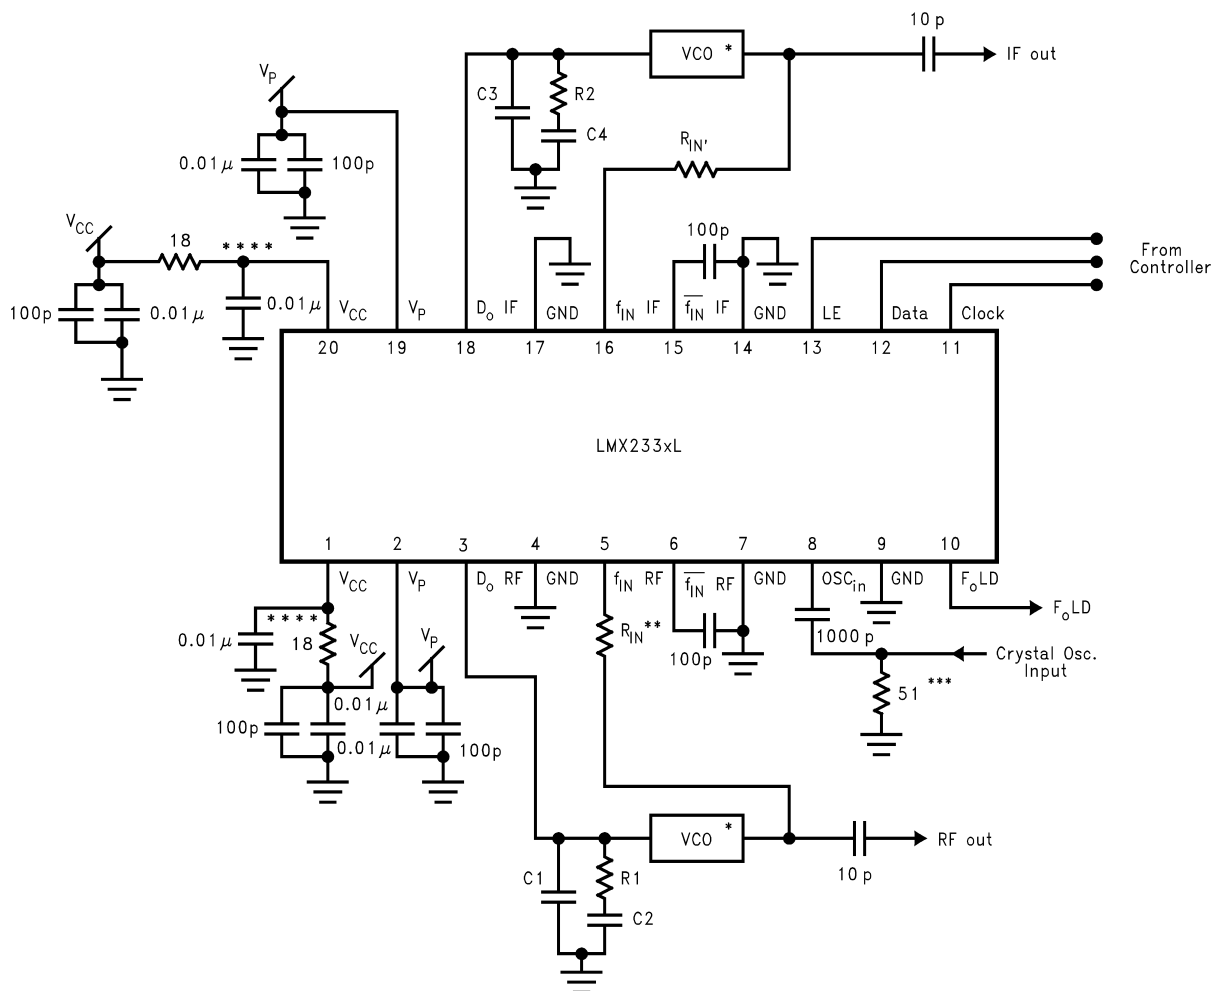 10 p
VCO *
IF out
V_P
C3
R2
C4
0.01 μ
100p
R_IN'
V_CC
18
****
100p
From
Controller
100p
0.01 μ
0.01 μ
V_CC
V_P
D_o IF
GND
f_IN IF
f̅_I̅N̅ IF
GND
LE
Data
Clock
20
19
18
17
16
15
14
13
12
11
LMX233xL
1
2
3
4
5
6
7
8
9
10
V_CC
V_P
D_o RF
GND
f_IN RF
f̅_I̅N̅ RF
GND
OSC_in
GND
F_oLD
F_oLD
0.01 μ
****
18
V_CC
V_P
R_IN **
100p
1000 p
Crystal Osc.
Input
51 ***
0.01 μ
100p
0.01 μ
100p
VCO *
RF out
10 p
C1
R1
C2